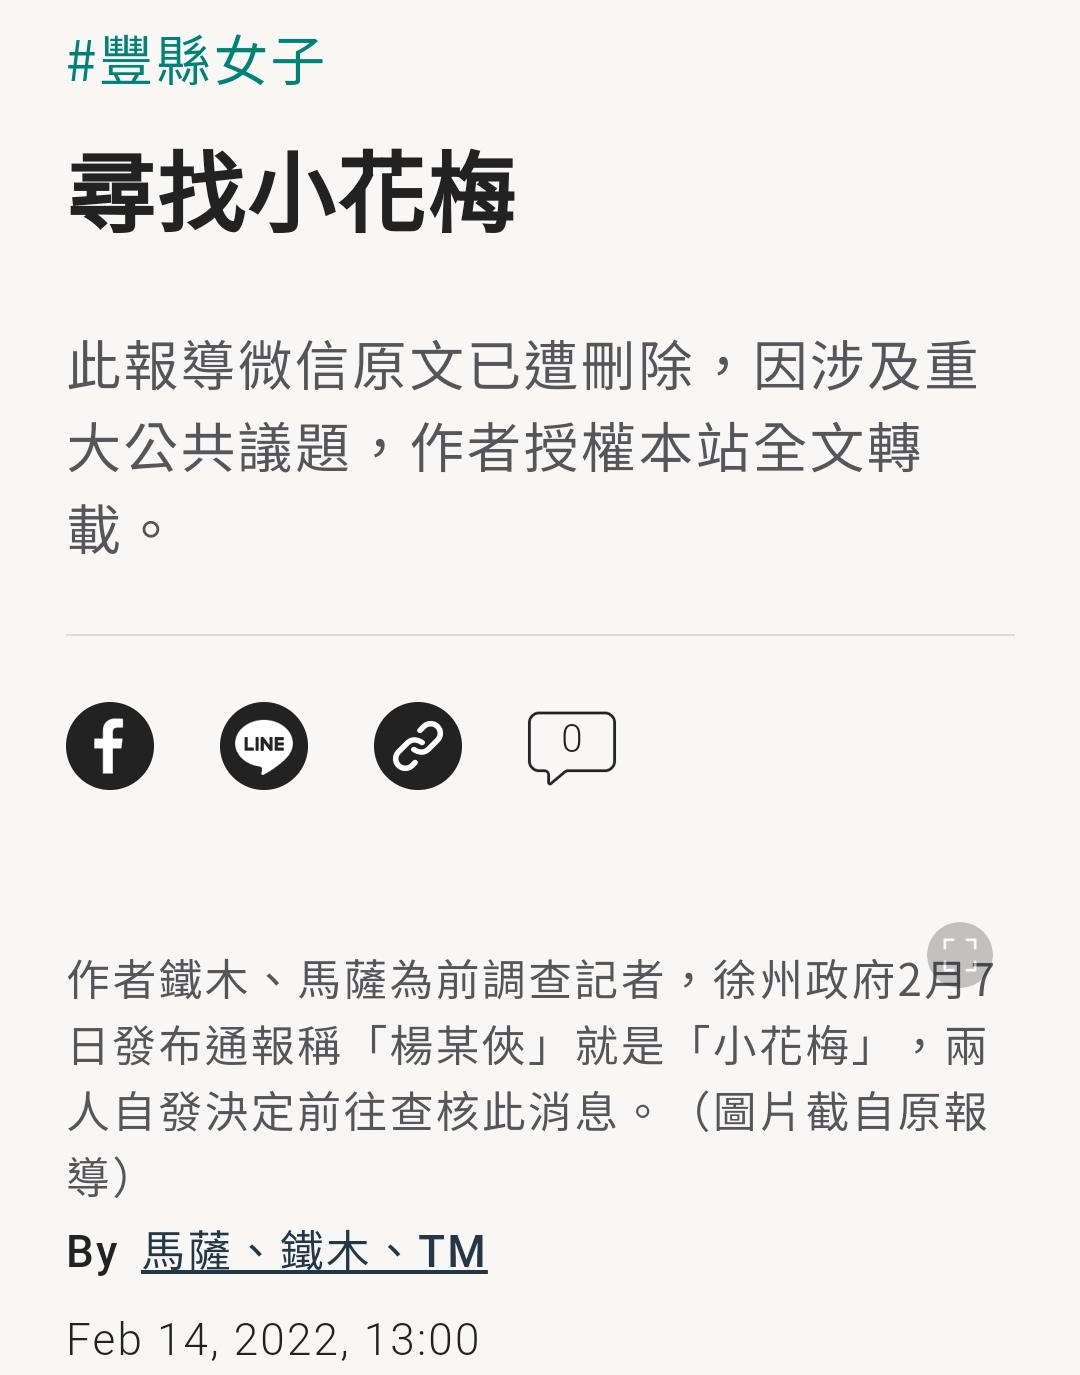 #豐縣女子
尋找小花梅
此報導微信原文已遭刪除，因涉及重
大公共議題，作者授權本站全文轉
載。
LINE
0
作者鐵木、馬薩為前調查記者，徐州政府2月7
日發布通報稱「楊某俠」就是「小花梅」，兩
人自發決定前往查核此消息。（圖片截自原報
導）
By 馬薩、鐵木、TM
Feb 14, 2022, 13:00